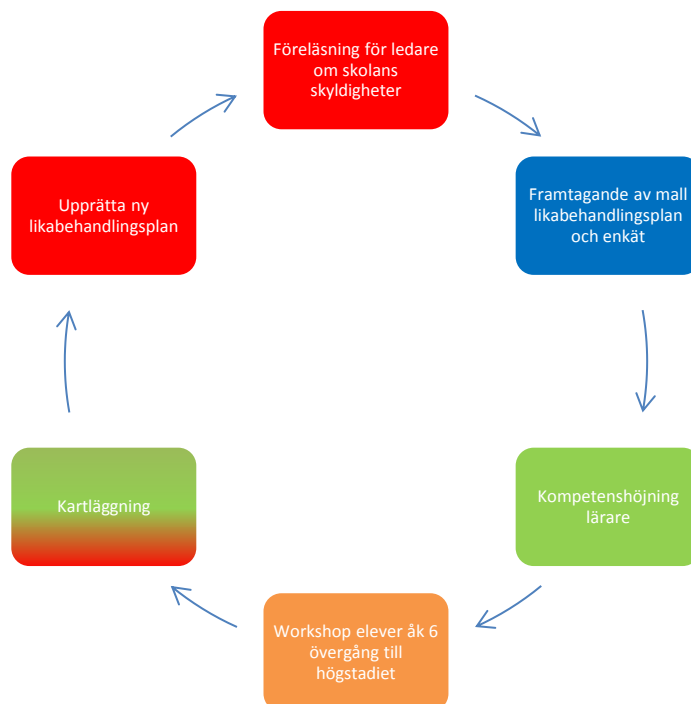 Föreläsning för ledare
om skolans
skyldigheter
Framtagande av mall
likabehandlingsplan
och enkät
Kompetenshöjning
lärare
Workshop elever åk 6
övergång till
högstadiet
Kartläggning
Upprätta ny
likabehandlingsplan